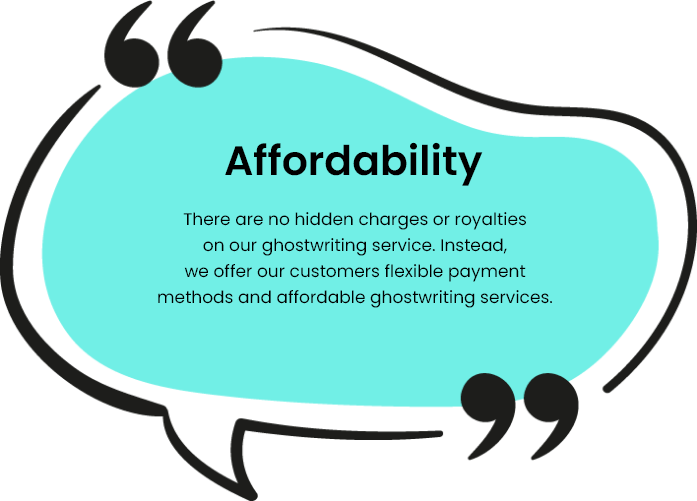 Affordability
There are no hidden charges or royalties
on our ghostwriting service. Instead,
we offer our customers flexible payment
methods and affordable ghostwriting services.